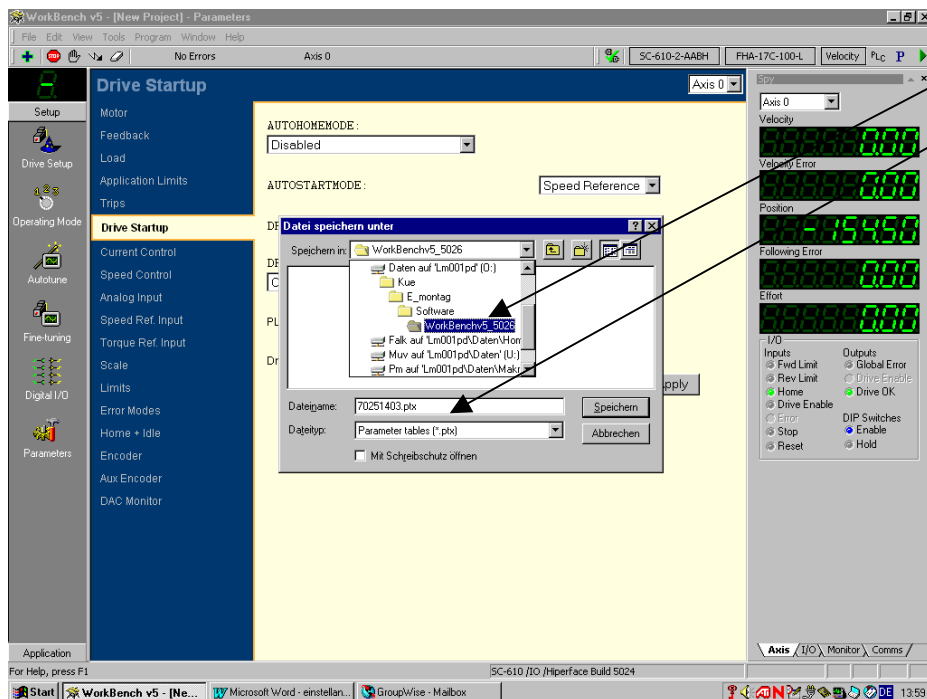 WorkBench v5 - [New Project] - Parameters
File Edit View Tools Program Window Help
No Errors Axis 0 SC-610-2-AABH FHA-17C-100-L Velocity PLC P
Setup
Drive Setup
Operating Mode
Autotune
Fine-tuning
Digital I/O
Parameters
Application
Drive Startup
Axis 0
Motor
Feedback
Load
Application Limits
Trips
Drive Startup
Current Control
Speed Control
Analog Input
Speed Ref. Input
Torque Ref. Input
Scale
Limits
Error Modes
Home + Idle
Encoder
Aux Encoder
DAC Monitor
AUTOHOMEMODE:
Disabled
AUTOSTARTMODE:
Speed Reference
DR
DR
PL
Dr
pply
Datei speichern unter
Speichern in: WorkBenchv5_5026
Daten auf 'Lm001pd' (O:)
Kue
E_montag
Software
WorkBenchv5_5026
Falk auf 'Lm001pd\Daten\Hom
Muv auf 'Lm001pd\Daten' (U:)
Pm auf 'Lm001pd\Daten\Makr
Dateiname: 70251403.ptx Speichern
Dateityp: Parameter tables (*.ptx) Abbrechen
Mit Schreibschutz öffnen
Spy
Axis 0
Velocity
0.00
Velocity Error
0.00
Position
-154.50
Following Error
0.00
Effort
0.00
I/O
Inputs Outputs
Fwd Limit Global Error
Rev Limit Drive Enable
Home Drive OK
Drive Enable
Error DIP Switches
Stop Enable
Reset Hold
Axis I/O Monitor Comms
For Help, press F1 SC-610 /IO /Hiperface Build 5024
Start WorkBench v5 - [Ne... Microsoft Word - einstellan... GroupWise - Mailbox DE 13:59